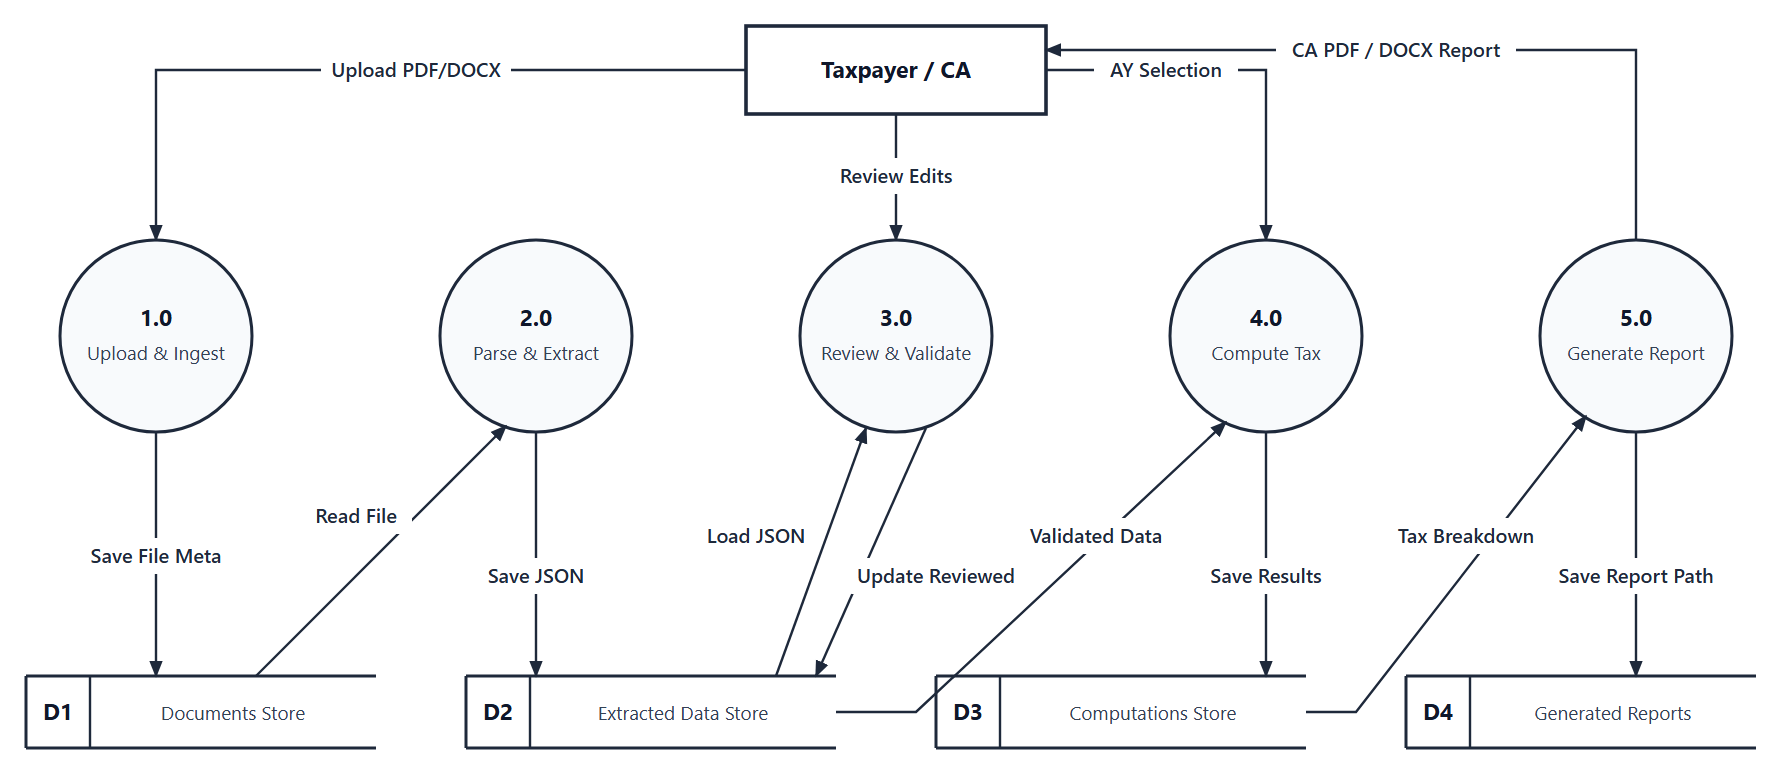 CA PDF / DOCX Report
Upload PDF/DOCX
Taxpayer / CA
AY Selection
Review Edits
1.0
Upload & Ingest
2.0
Parse & Extract
3.0
Review & Validate
4.0
Compute Tax
5.0
Generate Report
Read File
Save File Meta
Load JSON
Save JSON
Update Reviewed
Validated Data
Save Results
Tax Breakdown
Save Report Path
D1
Documents Store
D2
Extracted Data Store
D3
Computations Store
D4
Generated Reports